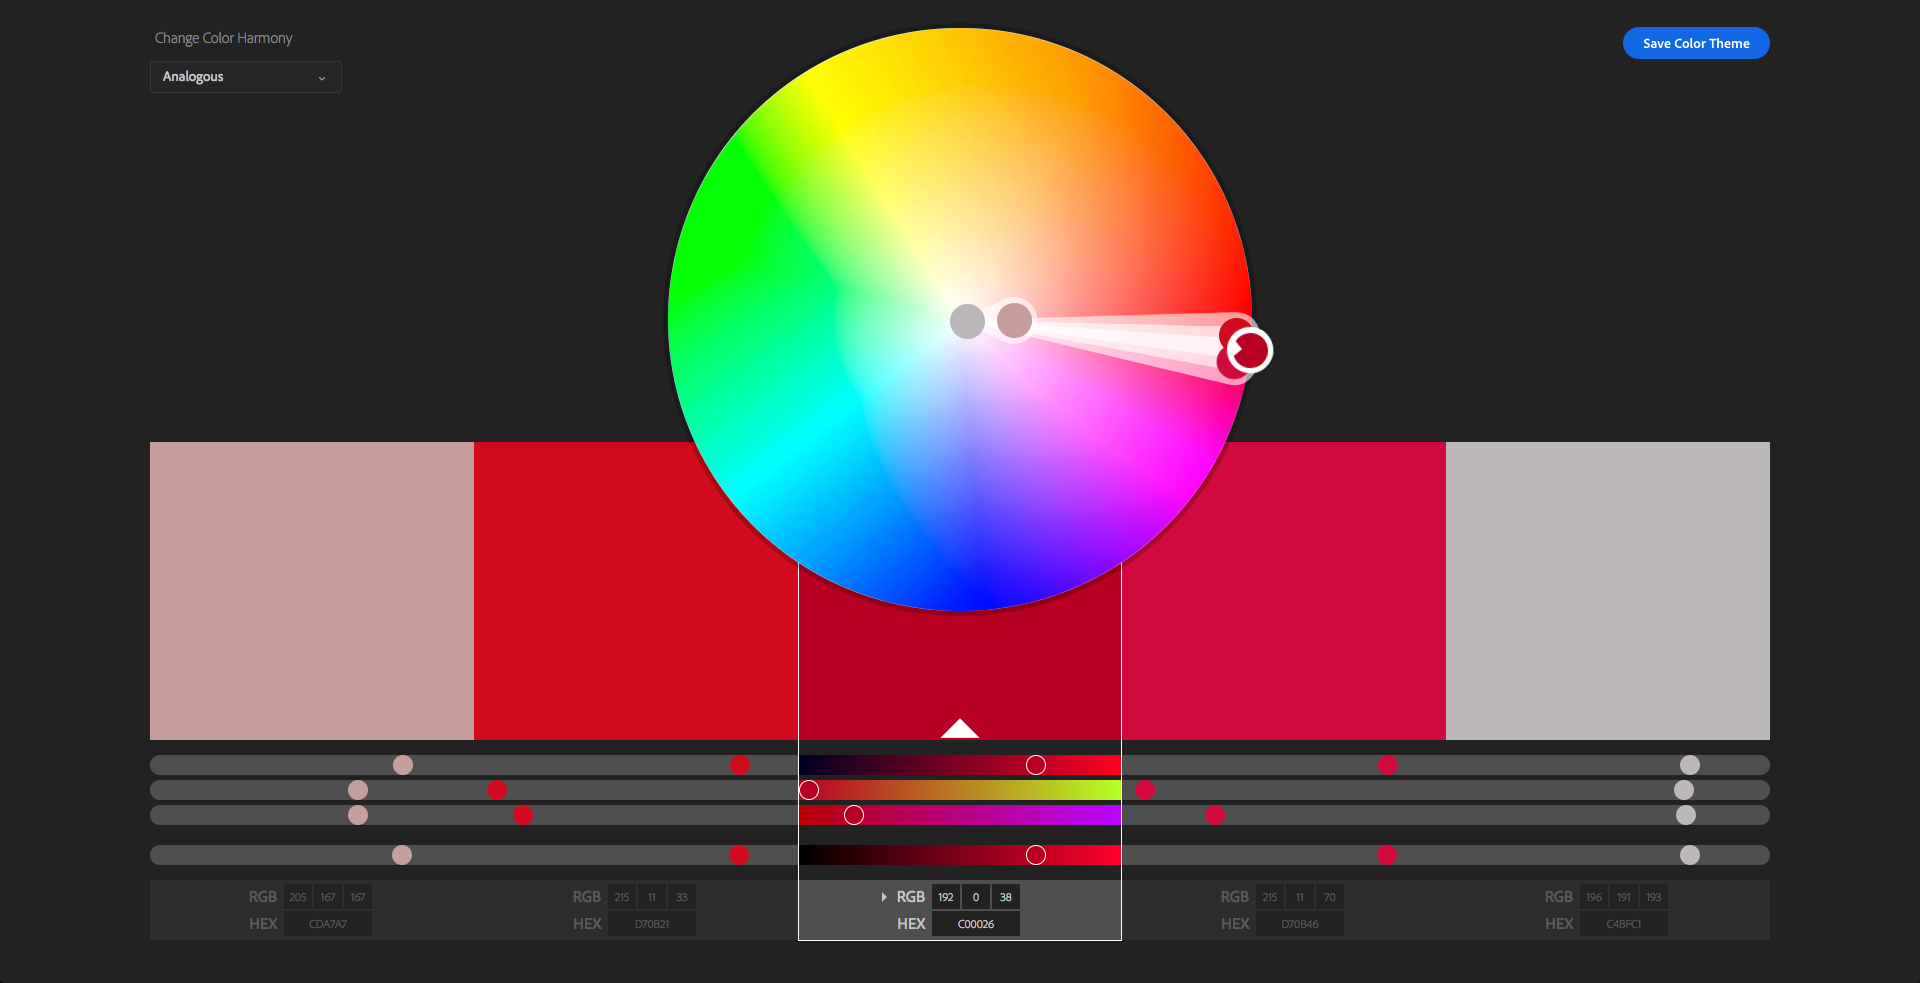 Change Color Harmony
Save Color Theme
Analogous
RGB 205 167 167
HEX CDA7A7
RGB 215 11 33
HEX D70B21
RGB 192 0 38
HEX C00026
RGB 215 11 70
HEX D70B46
RGB 196 191 193
HEX C4BFC1